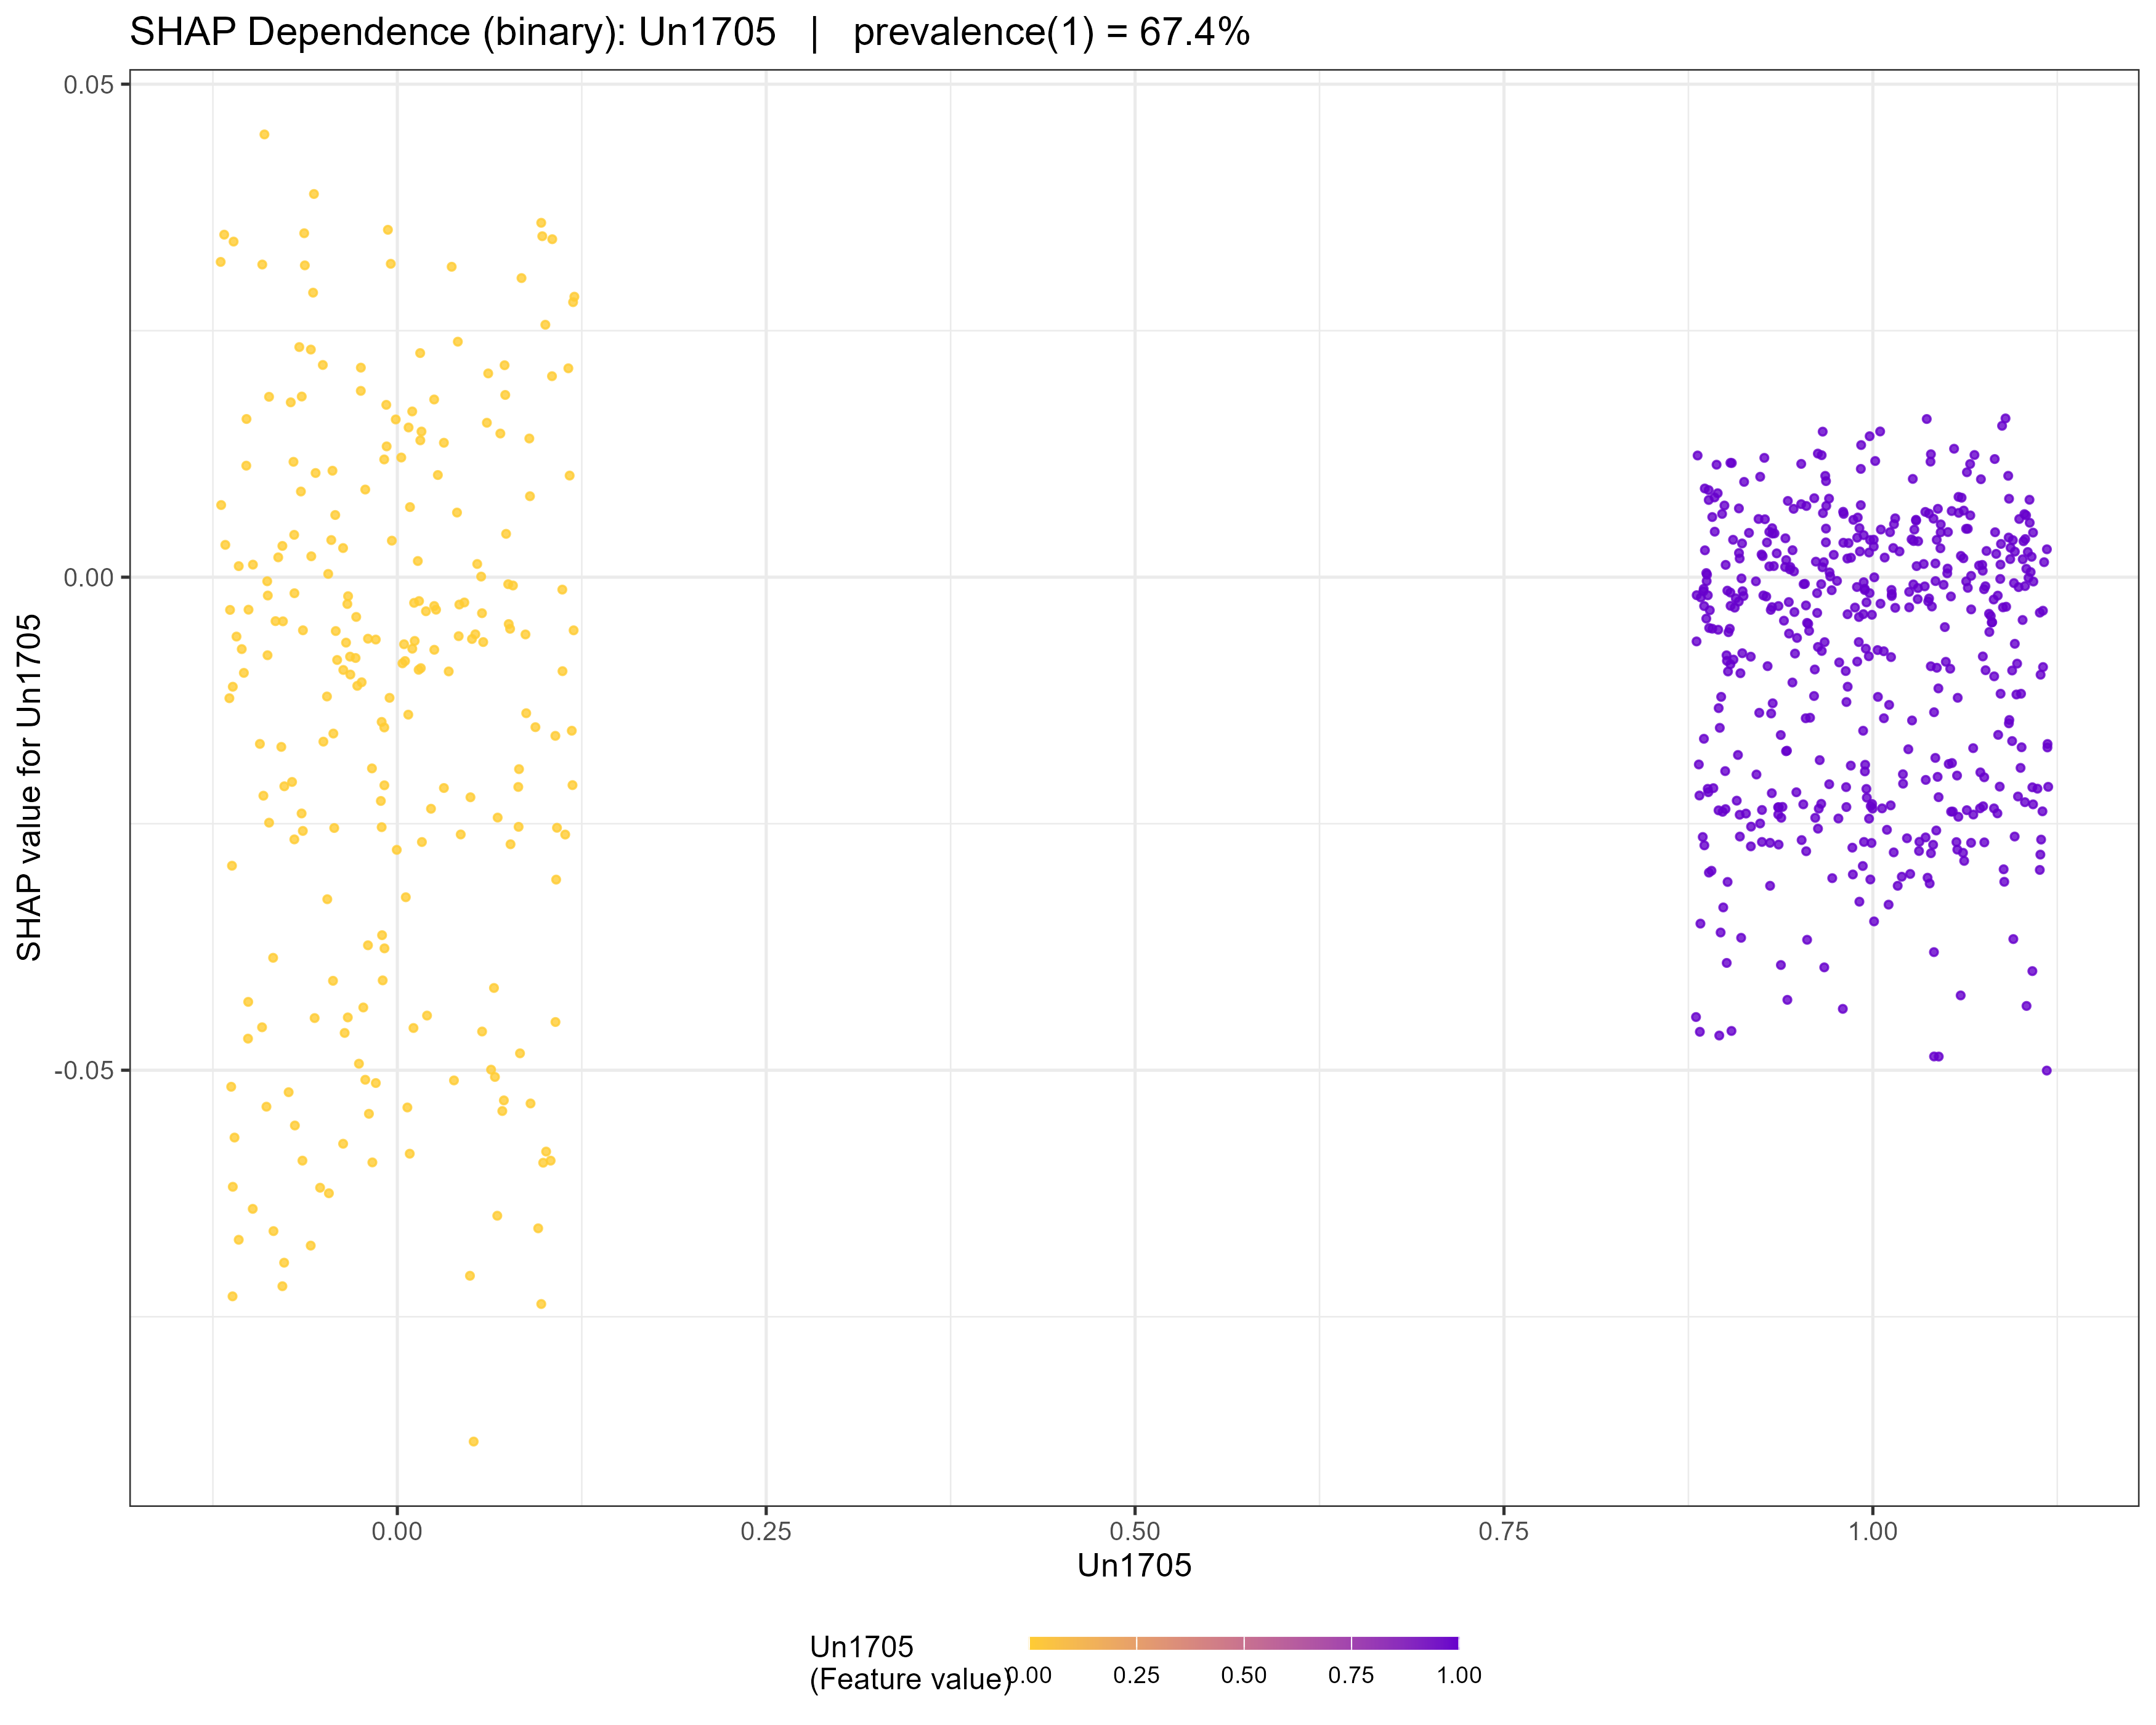 SHAP Dependence (binary): Un1705 | prevalence(1) = 67.4%
0.05
0.00
-0.05
SHAP value for Un1705
0.00 0.25 0.50 0.75 1.00
Un1705
Un1705
(Feature value)
0.00 0.25 0.50 0.75 1.00